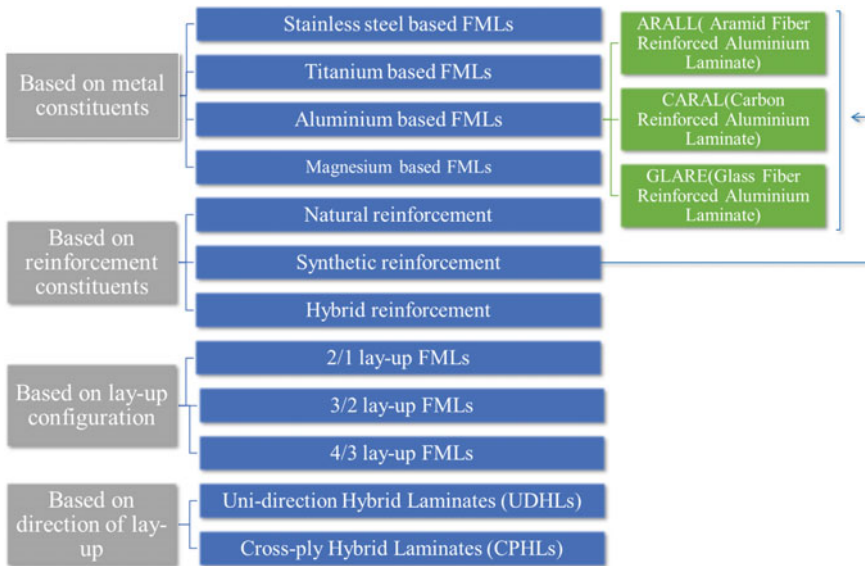 Based on metal
constituents
Stainless steel based FMLs
Titanium based FMLs
Aluminium based FMLs
Magnesium based FMLs
ARALL( Aramid Fiber
Reinforced Aluminium
Laminate)
CARAL(Carbon
Reinforced Aluminium
Laminate)
GLARE(Glass Fiber
Reinforced Aluminium
Laminate)
Based on
reinforcement
constituents
Natural reinforcement
Synthetic reinforcement
Hybrid reinforcement
Based on lay-up
configuration
2/1 lay-up FMLs
3/2 lay-up FMLs
4/3 lay-up FMLs
Based on
direction of lay-
up
Uni-direction Hybrid Laminates (UDHLs)
Cross-ply Hybrid Laminates (CPHLs)